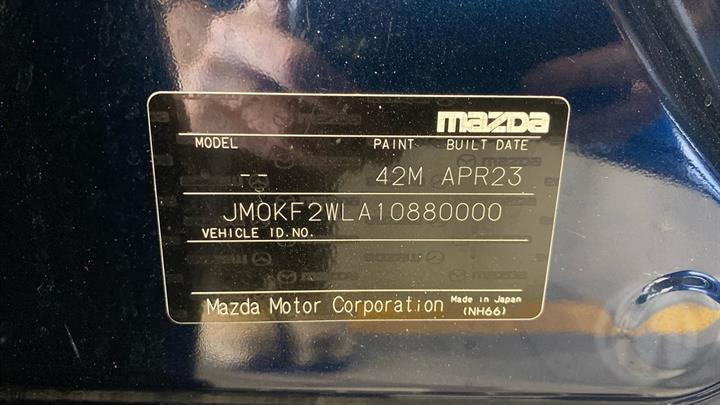 mazda
MODEL PAINT BUILT DATE
-- 42M APR23
JM0KF2WLA10880000
VEHICLE ID.NO.
Mazda Motor Corporation Made in Japan
(NH66)